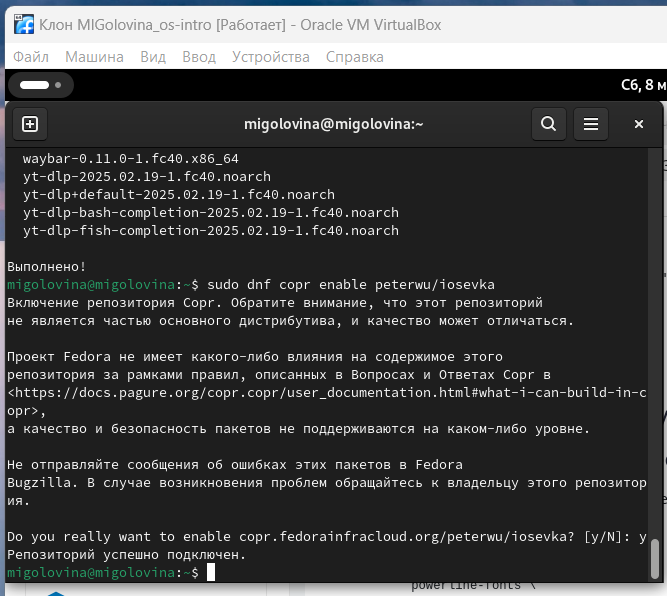 Клон MIGolovina_os-intro [Работает] - Oracle VM VirtualBox
Файл Машина Вид Ввод Устройства Справка
Сб, 8 м
migolovina@migolovina:~
waybar-0.11.0-1.fc40.x86_64
yt-dlp-2025.02.19-1.fc40.noarch
yt-dlp+default-2025.02.19-1.fc40.noarch
yt-dlp-bash-completion-2025.02.19-1.fc40.noarch
yt-dlp-fish-completion-2025.02.19-1.fc40.noarch
Выполнено!
migolovina@migolovina:~$ sudo dnf copr enable peterwu/iosevka
Включение репозитория Copr. Обратите внимание, что этот репозиторий
не является частью основного дистрибутива, и качество может отличаться.
Проект Fedora не имеет какого-либо влияния на содержимое этого
репозитория за рамками правил, описанных в Вопросах и Ответах Copr в
<https://docs.pagure.org/copr.copr/user_documentation.html#what-i-can-build-in-c
opr>,
а качество и безопасность пакетов не поддерживаются на каком-либо уровне.
Не отправляйте сообщения об ошибках этих пакетов в Fedora
Bugzilla. В случае возникновения проблем обращайтесь к владельцу этого репозитор
ия.
Do you really want to enable copr.fedorainfracloud.org/peterwu/iosevka? [y/N]: y
Репозиторий успешно подключен.
migolovina@migolovina:~$
powerline-fonts \